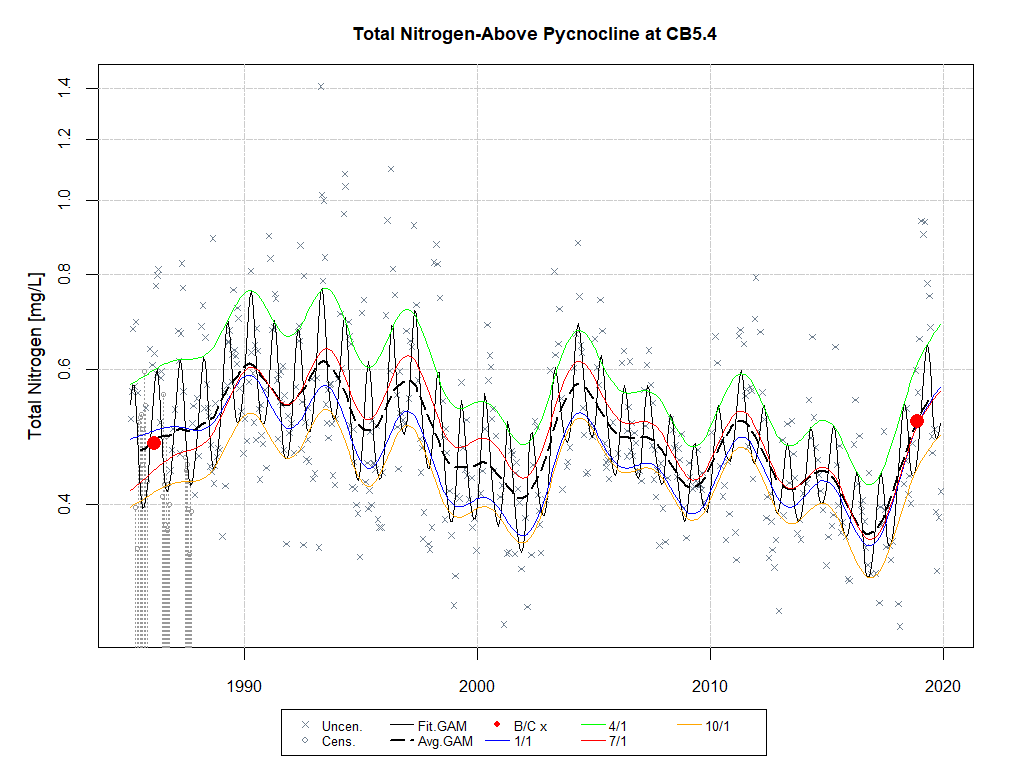 Total Nitrogen-Above Pycnocline at CB5.4
Total Nitrogen [mg/L]
1.4
1.2
1.0
0.8
0.6
0.4
1990 2000 2010 2020
Uncen. Fit.GAM B/C x 4/1 10/1
Cens. Avg.GAM 1/1 7/1